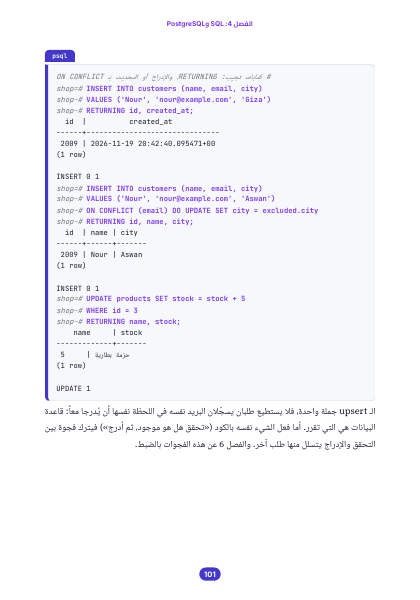 الفصل 4: SQL وPostgreSQL
psql
# كتابات تجيب: RETURNING، والإدراج أو التحديث بـ ON CONFLICT
shop=# INSERT INTO customers (name, email, city)
shop-# VALUES ('Nour', 'nour@example.com', 'Giza')
shop-# RETURNING id, created_at;
  id  |          created_at
------+-------------------------------
 2009 | 2026-11-19 20:42:40.095471+00
(1 row)
INSERT 0 1
shop=# INSERT INTO customers (name, email, city)
shop-# VALUES ('Nour', 'nour@example.com', 'Aswan')
shop-# ON CONFLICT (email) DO UPDATE SET city = excluded.city
shop-# RETURNING id, name, city;
  id  | name | city
------+------+-------
 2009 | Nour | Aswan
(1 row)
INSERT 0 1
shop=# UPDATE products SET stock = stock + 5
shop-# WHERE id = 3
shop-# RETURNING name, stock;
    name     | stock
-------------+-------
حزمة بطارية |     5
(1 row)
UPDATE 1
الـ upsert جملة واحدة، فلا يستطيع طلبان يسجّلان البريد نفسه في اللحظة نفسها أن يُدرجا معاً: قاعدة
البيانات هي التي تقرر. أما فعل الشيء نفسه بالكود («تحقق هل هو موجود، ثم أدرج») فيترك فجوة بين
التحقق والإدراج يتسلل منها طلب آخر. والفصل 6 عن هذه الفجوات بالضبط.
101